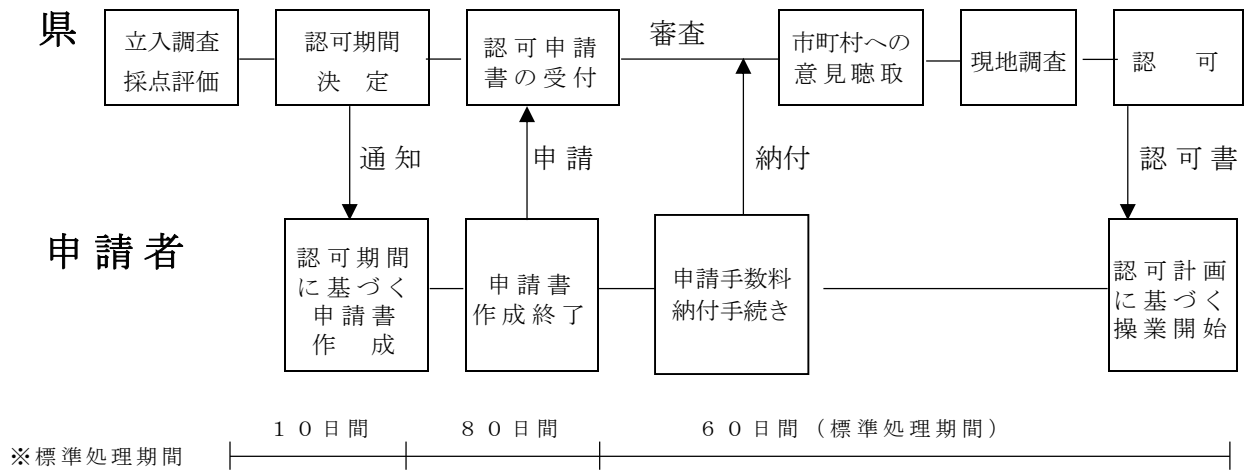 県
立入調査
採点評価
認可期間
決 定
認可申請
書の受付
審査
市町村への
意見聴取
現地調査
認 可
通知
申請
納付
認可書
申請者
認可期間
に基づく
申請書
作 成
申請書
作成終了
申請手数料
納付手続き
認可計画
に基づく
操業開始
※標準処理期間
10日間
80日間
60日間(標準処理期間)